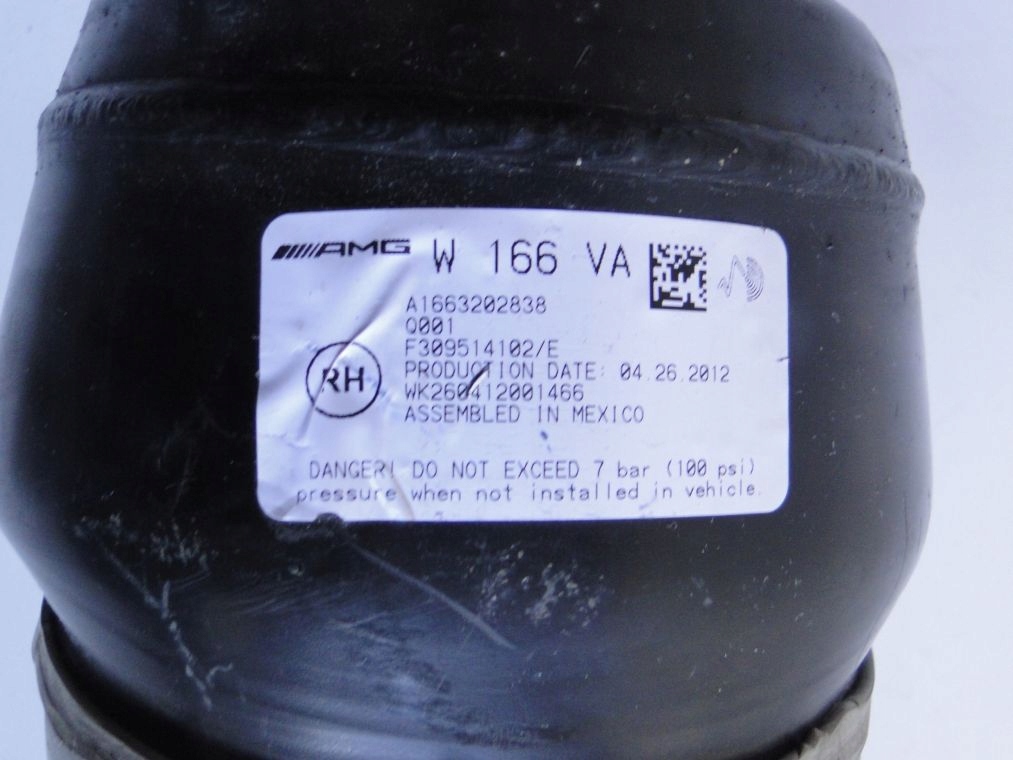 AMG W 166 VA
A1663202838
Q001
F309514102/E
RH
PRODUCTION DATE: 04.26.2012
WK260412001466
ASSEMBLED IN MEXICO
DANGER! DO NOT EXCEED 7 bar (100 psi)
pressure when not installed in vehicle.